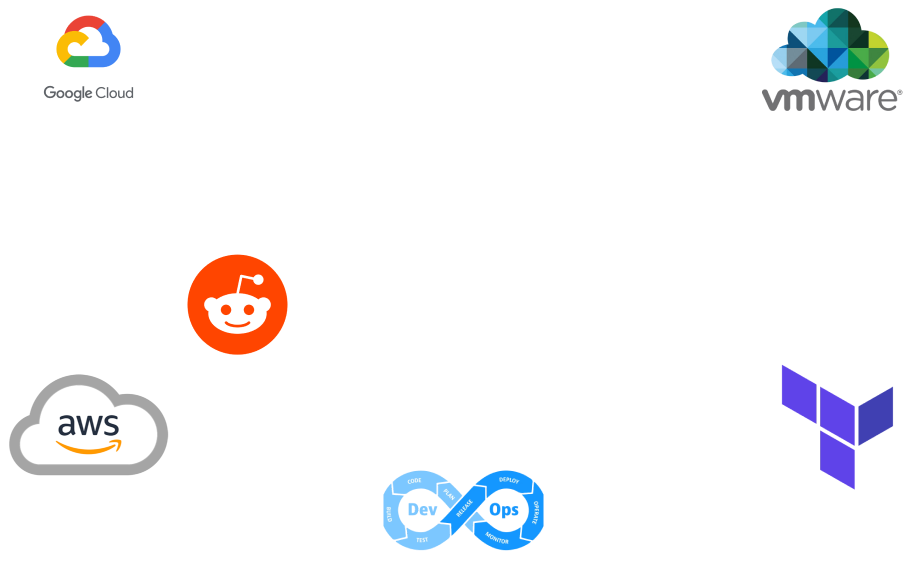 Google Cloud
vmware®
aws
CODE
PLAN
DEPLOY
BUILD
Dev
RELEASE
Ops
OPERATE
TEST
MONITOR